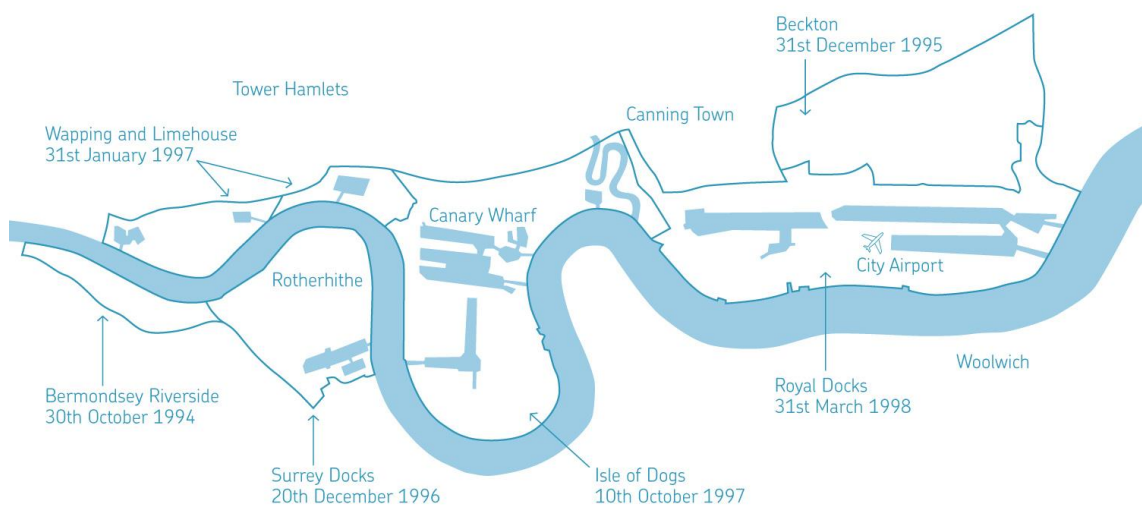 Beckton
31st December 1995
Tower Hamlets
Canning Town
Wapping and Limehouse
31st January 1997
Canary Wharf
Rotherhithe
City Airport
Woolwich
Bermondsey Riverside
30th October 1994
Royal Docks
31st March 1998
Surrey Docks
20th December 1996
Isle of Dogs
10th October 1997